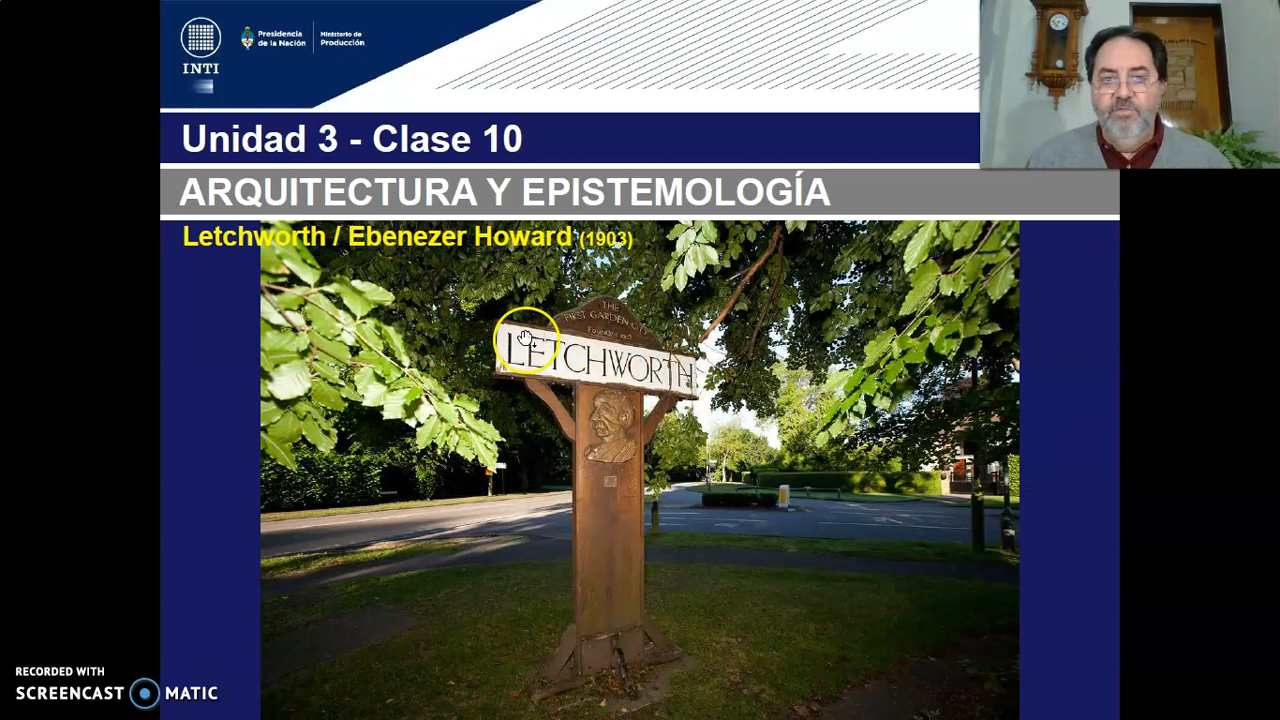 INTI
Presidencia
de la Nación
Ministerio de
Producción
Unidad 3 - Clase 10
ARQUITECTURA Y EPISTEMOLOGÍA
Letchworth / Ebenezer Howard (1903)
THE
FIRST GARDEN CITY
Founded
LETCHWORTH
RECORDED WITH
SCREENCAST MATIC